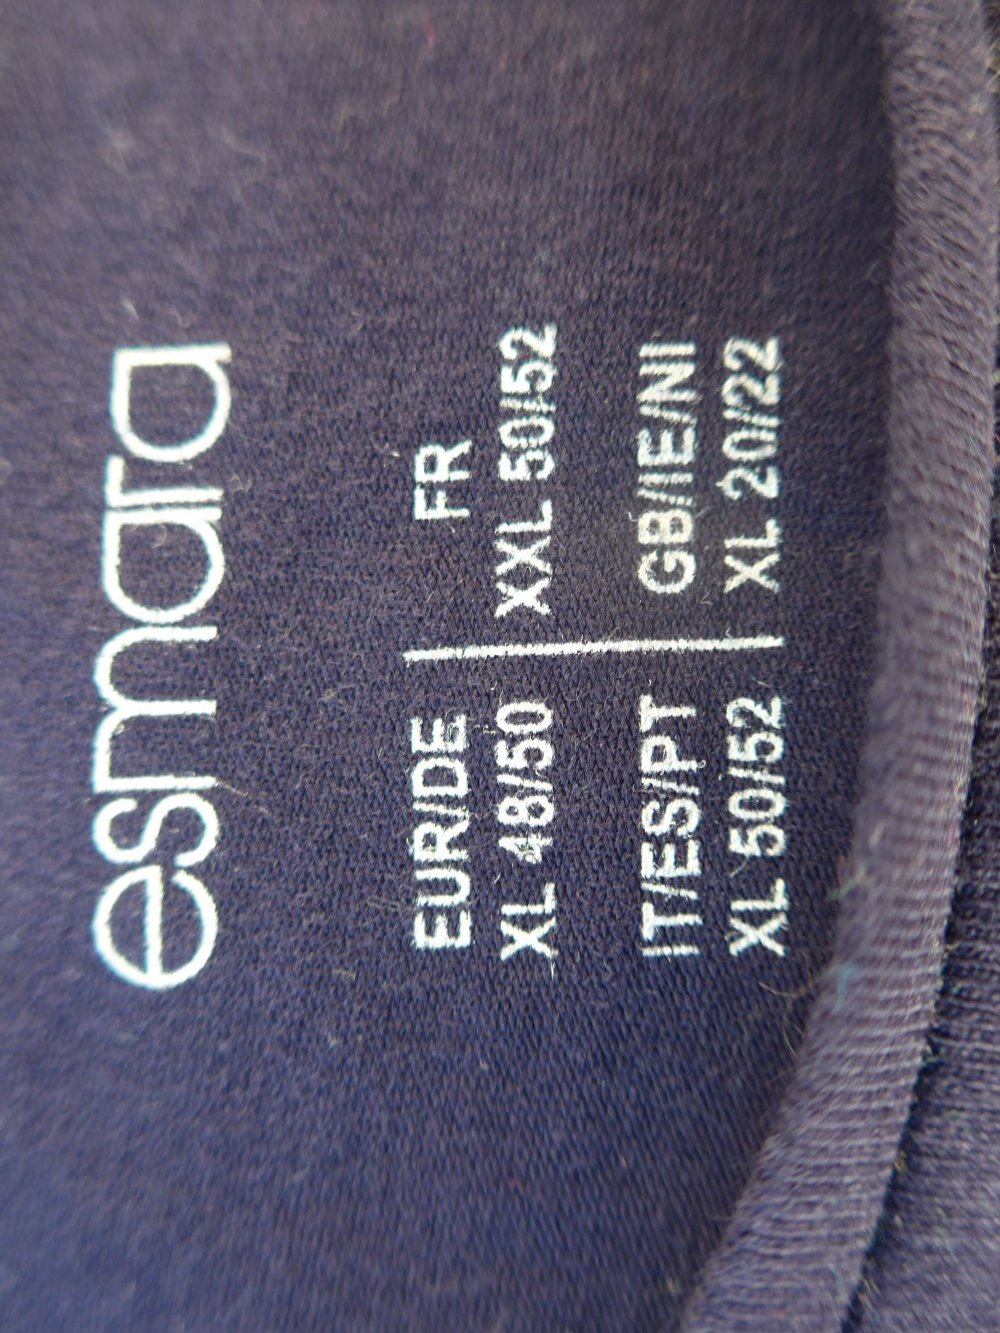 esmara
EUR/DE
XL 48/50
FR
XXL 50/52
IT/ES/PT
XL 50/52
GB/IE/NI
XL 20/22